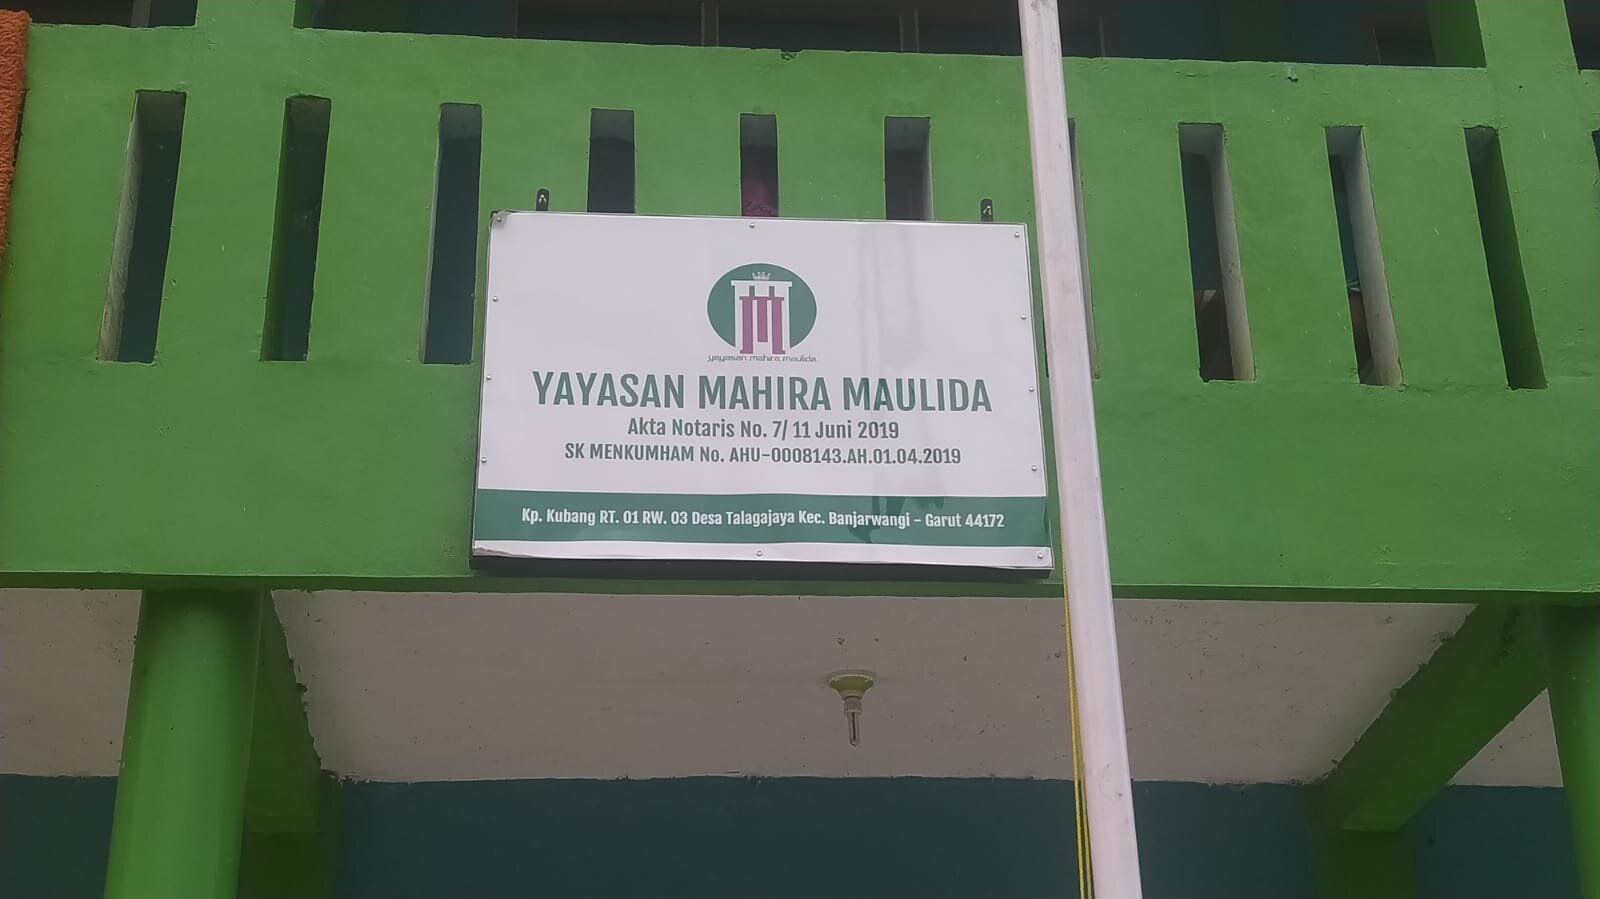 yayasan mahira maulida
YAYASAN MAHIRA MAULIDA
Akta Notaris No. 7/ 11 Juni 2019
SK MENKUMHAM No. AHU-0008143.AH.01.04.2019
Kp. Kubang RT. 01 RW. 03 Desa Talagajaya Kec. Banjarwangi - Garut 44172